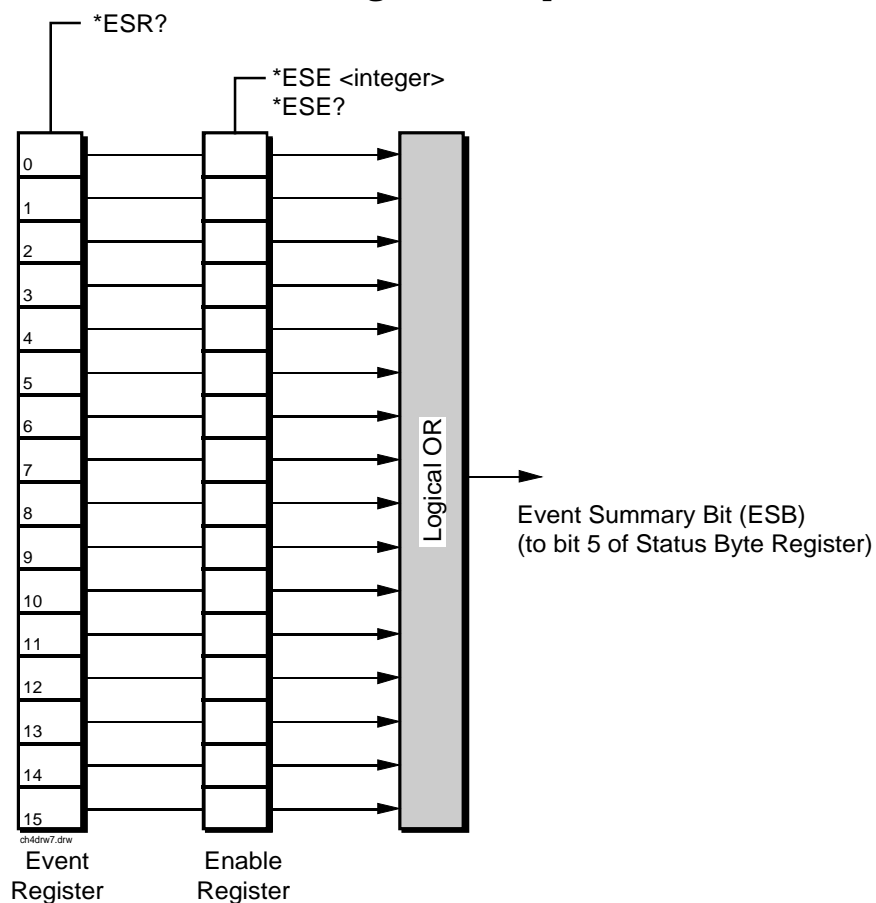 *ESR?
*ESE <integer>
*ESE?
0
1
2
3
4
5
6
7
8
9
10
11
12
13
14
15
Logical OR
Event Summary Bit (ESB)
(to bit 5 of Status Byte Register)
ch4drw7.drw
Event
Register
Enable
Register